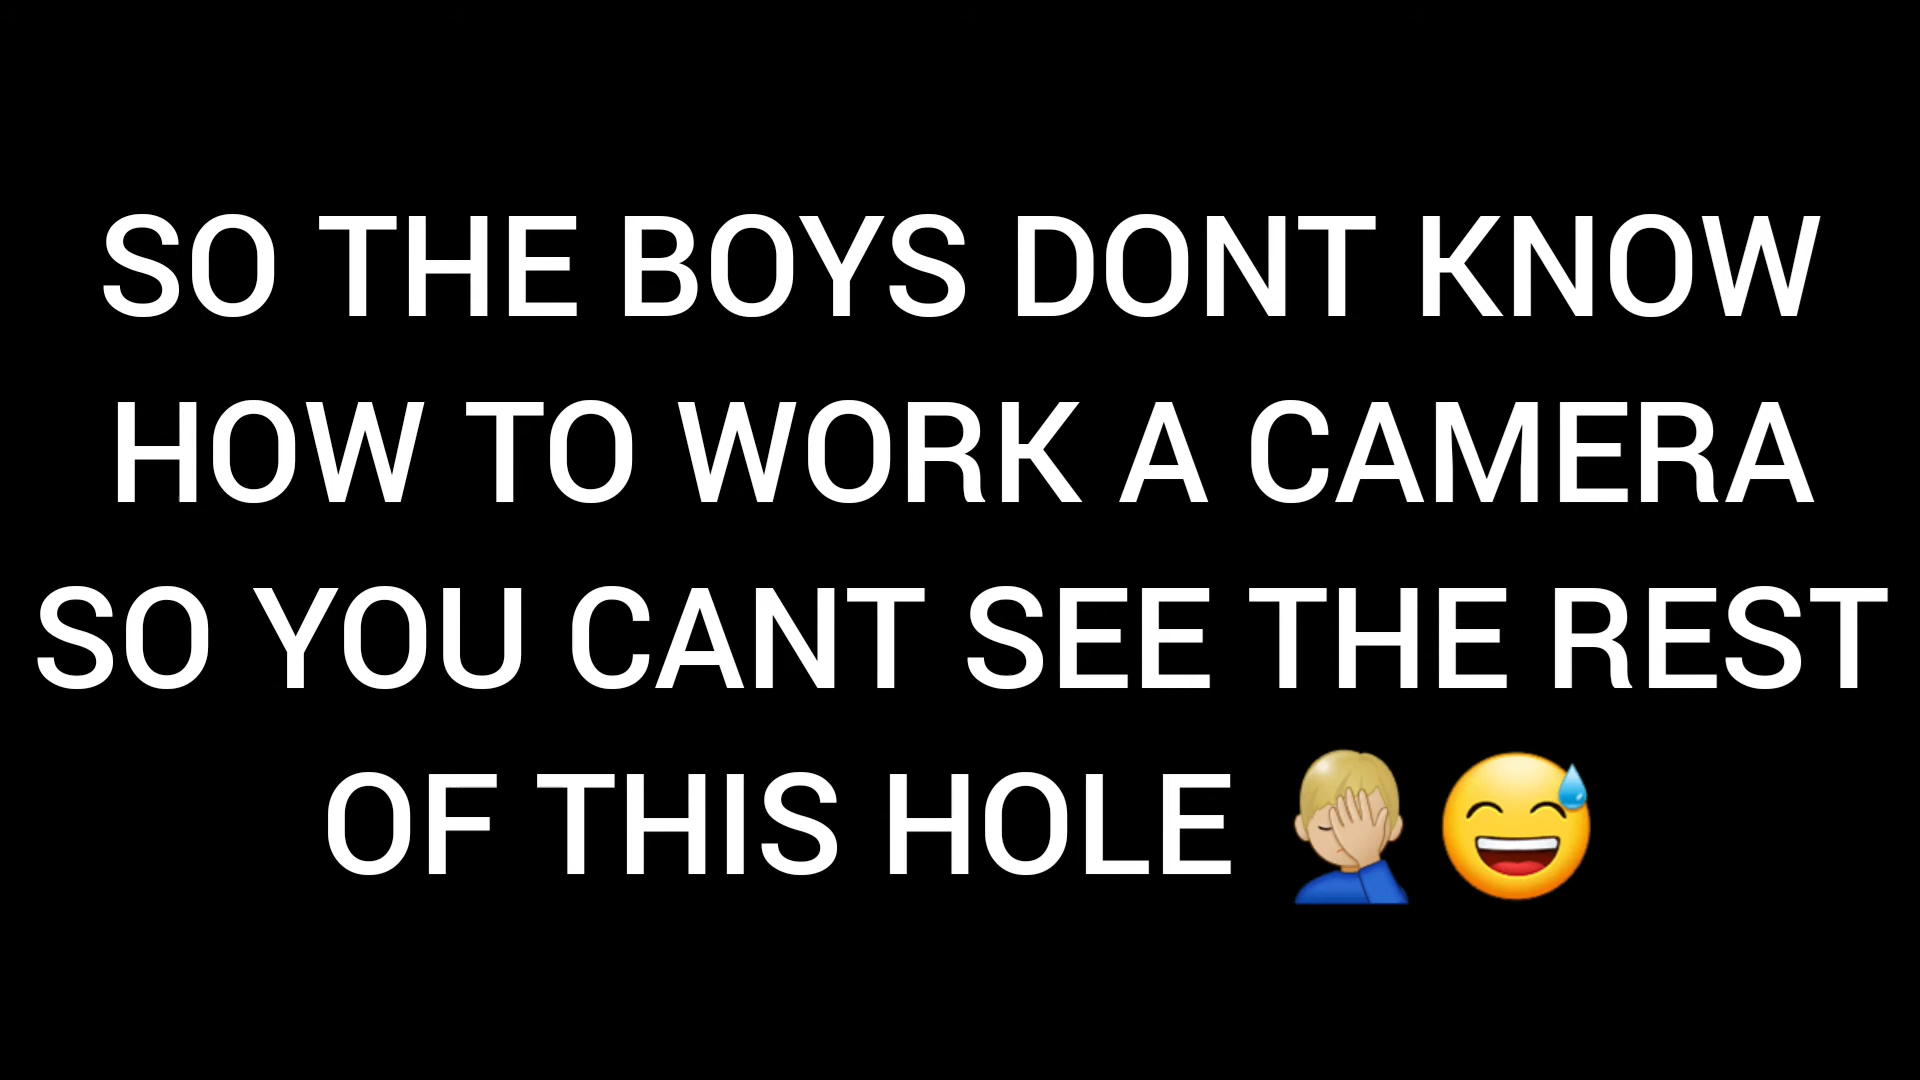 SO THE BOYS DONT KNOW
HOW TO WORK A CAMERA
SO YOU CANT SEE THE REST
OF THIS HOLE 🤦🏼‍♂️😅